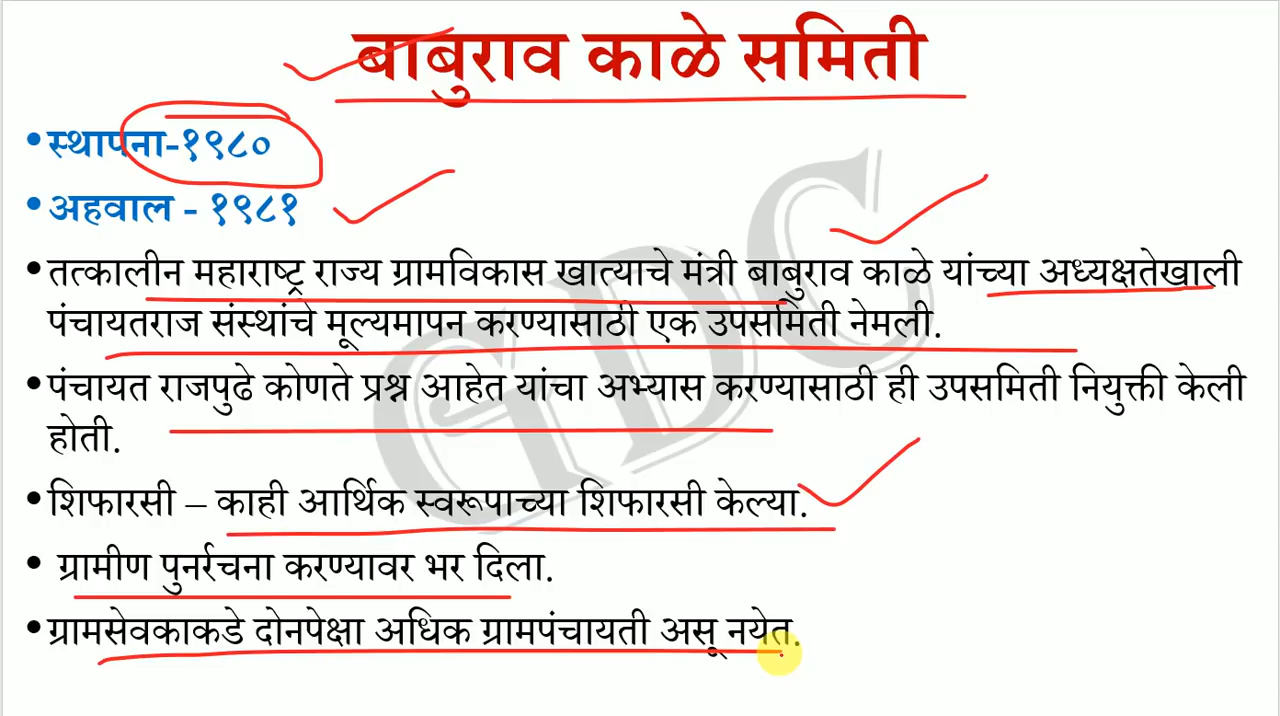 बाबुराव काळे समिती
•स्थापना-१९८०
•अहवाल - १९८१
•तत्कालीन महाराष्ट्र राज्य ग्रामविकास खात्याचे मंत्री बाबुराव काळे यांच्या अध्यक्षतेखाली
पंचायतराज संस्थांचे मूल्यमापन करण्यासाठी एक उपसमिती नेमली.
•पंचायत राजपुढे कोणते प्रश्न आहेत यांचा अभ्यास करण्यासाठी ही उपसमिती नियुक्ती केली
होती.
•शिफारसी – काही आर्थिक स्वरूपाच्या शिफारसी केल्या.
• ग्रामीण पुनर्रचना करण्यावर भर दिला.
•ग्रामसेवकाकडे दोनपेक्षा अधिक ग्रामपंचायती असू नयेत.
GDC